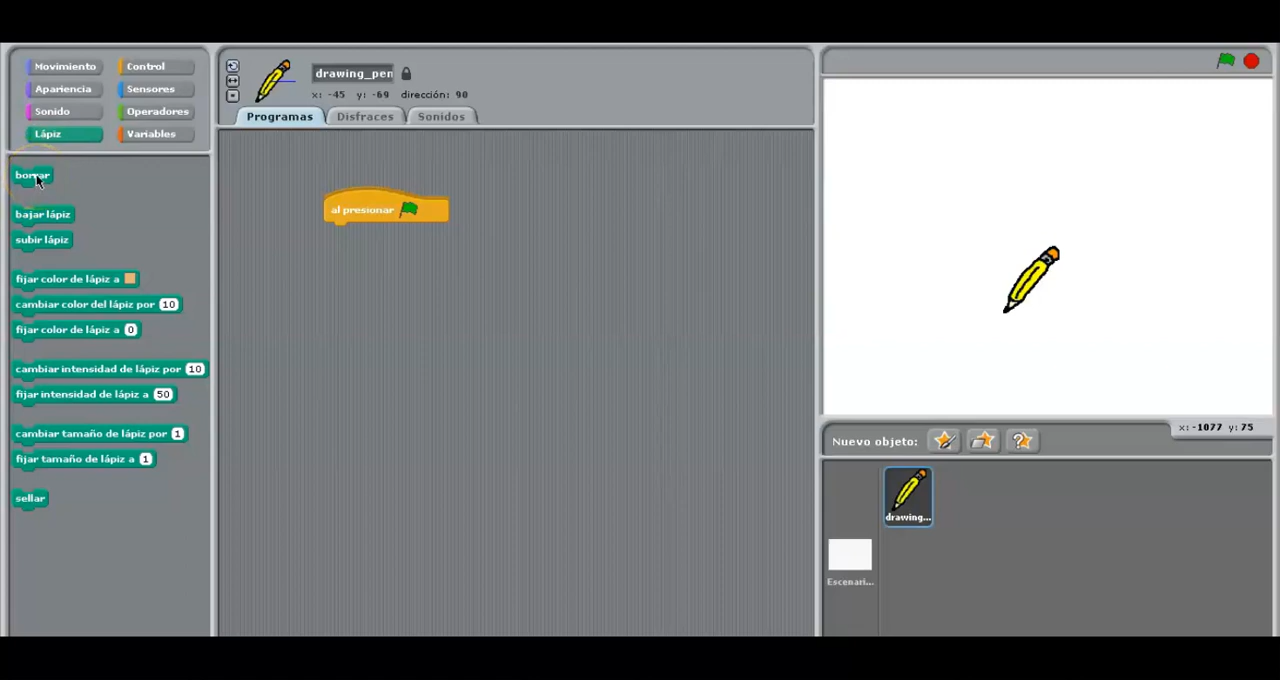 Movimiento Control
Apariencia Sensores
Sonido Operadores
Lápiz Variables
borrar
bajar lápiz
subir lápiz
fijar color de lápiz a
cambiar color del lápiz por 10
fijar color de lápiz a 0
cambiar intensidad de lápiz por 10
fijar intensidad de lápiz a 50
cambiar tamaño de lápiz por 1
fijar tamaño de lápiz a 1
sellar
drawing_pen
x: -45 y: -69 dirección: 90
Programas Disfraces Sonidos
al presionar
x: -1077 y: 75
Nuevo objeto:
drawing...
Escenari...